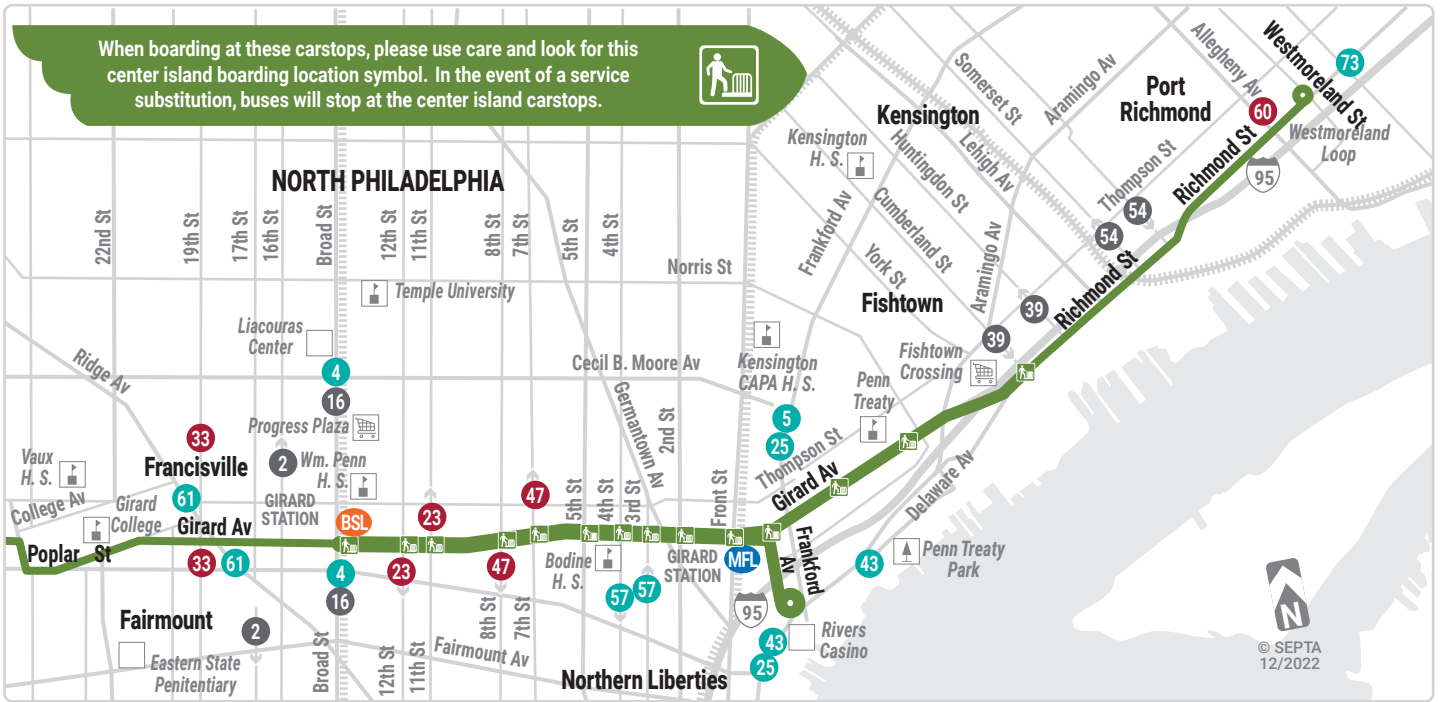 When boarding at these carstops, please use care and look for this
center island boarding location symbol. In the event of a service
substitution, buses will stop at the center island carstops.
Westmoreland St
73
Allegheny Av
Port
Richmond
60
Westmoreland
Loop
Somerset St
Aramingo Av
Kensington
Kensington
H. S.
Lehigh Av
Huntingdon St
Thompson St
Richmond St
95
NORTH PHILADELPHIA
22nd St
19th St
17th St
16th St
Broad St
12th St
11th St
8th St
7th St
5th St
4th St
Frankford Av
Cumberland St
York St
Aramingo Av
54
54
Norris St
Temple University
Fishtown
Richmond St
39
39
Liacouras
Center
Cecil B. Moore Av
Kensington
CAPA H. S.
Fishtown
Crossing
Penn
Treaty
Ridge Av
4
16
Germantown Av
2nd St
5
25
Thompson St
Progress Plaza
33
Francisville
2
Wm. Penn
H. S.
Vaux
H. S.
College Av
Girard
College
61
GIRARD
STATION
Girard Av
BSL
23
47
5th St
4th St
3rd St
Front St
Girard Av
Delaware Av
Poplar St
33
61
4
16
23
47
Bodine
H. S.
57
57
GIRARD
STATION
MFL
Frankford
Av
43
Penn Treaty
Park
95
Fairmount
2
Eastern State
Penitentiary
Broad St
12th St
11th St
8th St
7th St
Fairmount Av
Northern Liberties
43
25
Rivers
Casino
N
© SEPTA
12/2022